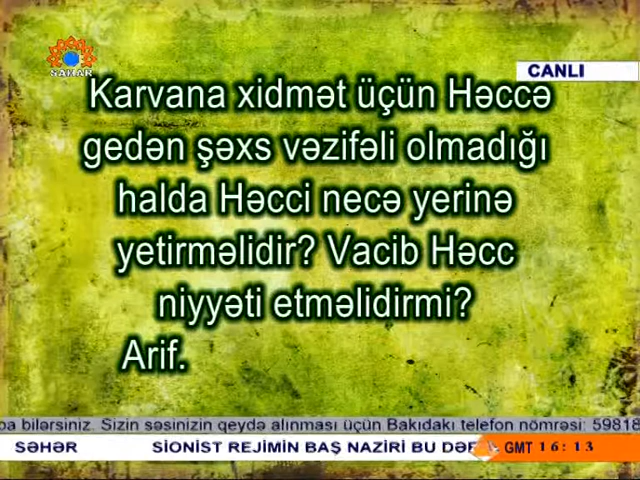 SAHAR
CANLI
Karvana xidmət üçün Həccə
gedən şəxs vəzifəli olmadığı
halda Həcci necə yerinə
yetirməlidir? Vacib Həcc
niyyəti etməlidirmi?
Arif.
bilərsiniz. Sizin səsinizin qeydə alınması üçün Bakıdakı telefon nömrəsi: 59818
SƏHƏR SİONİST REJİMİN BAŞ NAZİRİ BU GMT 16:13